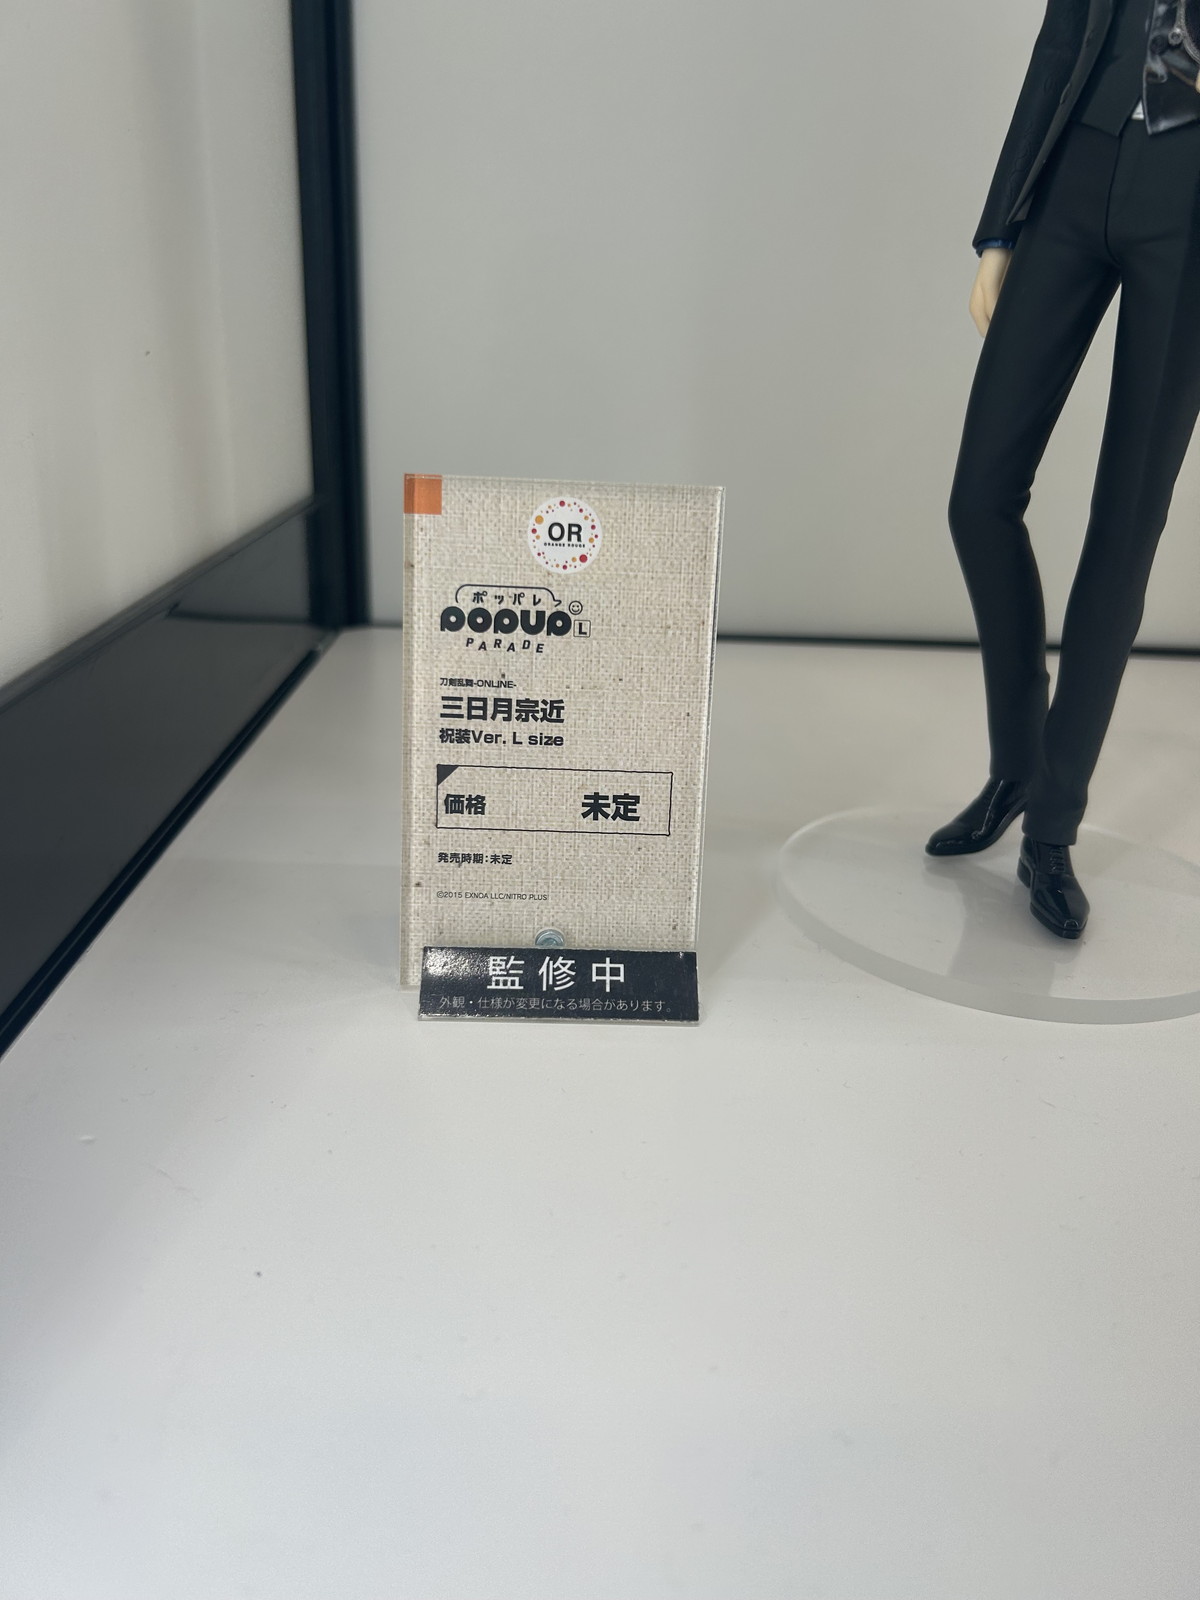 OR
ORANGE ROUGE
ポッパレ
POPUP L
PARADE
刀剣乱舞-ONLINE-
三日月宗近
祝装Ver. L size
価格 未定
発売時期：未定
©2015 EXNOA LLC/NITRO PLUS
監修中
外観・仕様が変更になる場合があります。